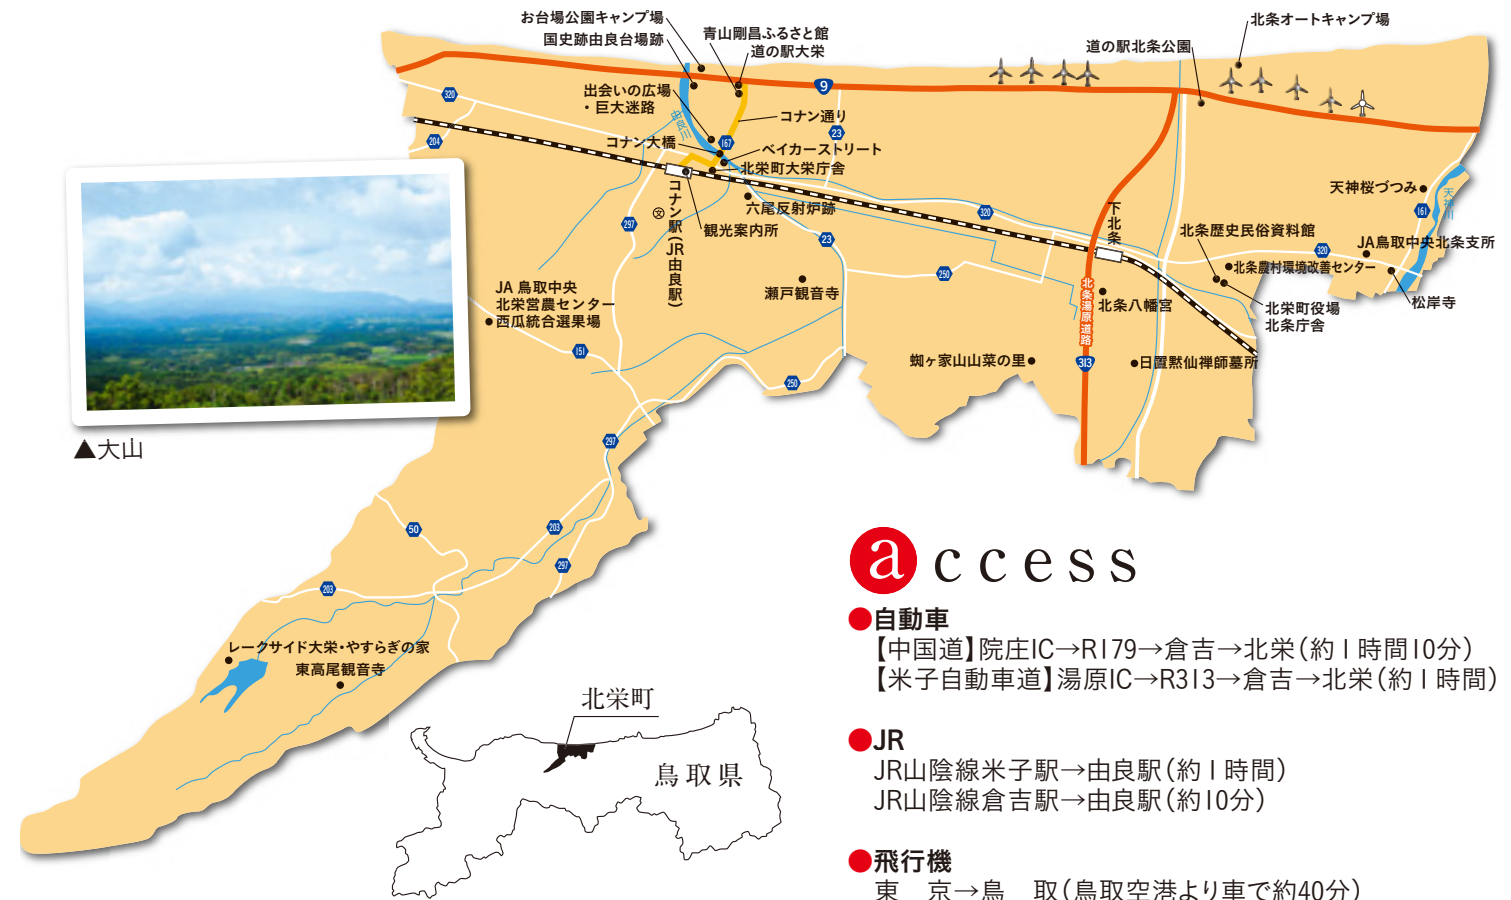 お台場公園キャンプ場
国史跡由良台場跡
青山剛昌ふるさと館
道の駅大栄
北条オートキャンプ場
道の駅北条公園
出会いの広場
・巨大迷路
由良川
コナン通り
コナン大橋
ベイカーストリート
北栄町大栄庁舎
コナン駅(JR由良駅)
文
六尾反射炉跡
観光案内所
瀬戸観音寺
JA 鳥取中央
北栄営農センター
西瓜統合選果場
下北条
天神桜づつみ
天神川
北条歴史民俗資料館
JA鳥取中央北条支所
北条農村環境改善センター
北栄町役場
北条庁舎
松岸寺
北条湯原道路
北条八幡宮
蜘ヶ家山山菜の里
日置黙仙禅師墓所
レークサイド大栄・やすらぎの家
東高尾観音寺
9
320
204
167
23
297
23
320
250
161
320
313
151
250
297
50
203
297
203
▲大山
北栄町
鳥取県
access
●自動車
【中国道】院庄IC→R179→倉吉→北栄(約1時間10分)
【米子自動車道】湯原IC→R313→倉吉→北栄(約1時間)
●JR
JR山陰線米子駅→由良駅(約1時間)
JR山陰線倉吉駅→由良駅(約10分)
●飛行機
東　京→鳥　取(鳥取空港より車で約40分)